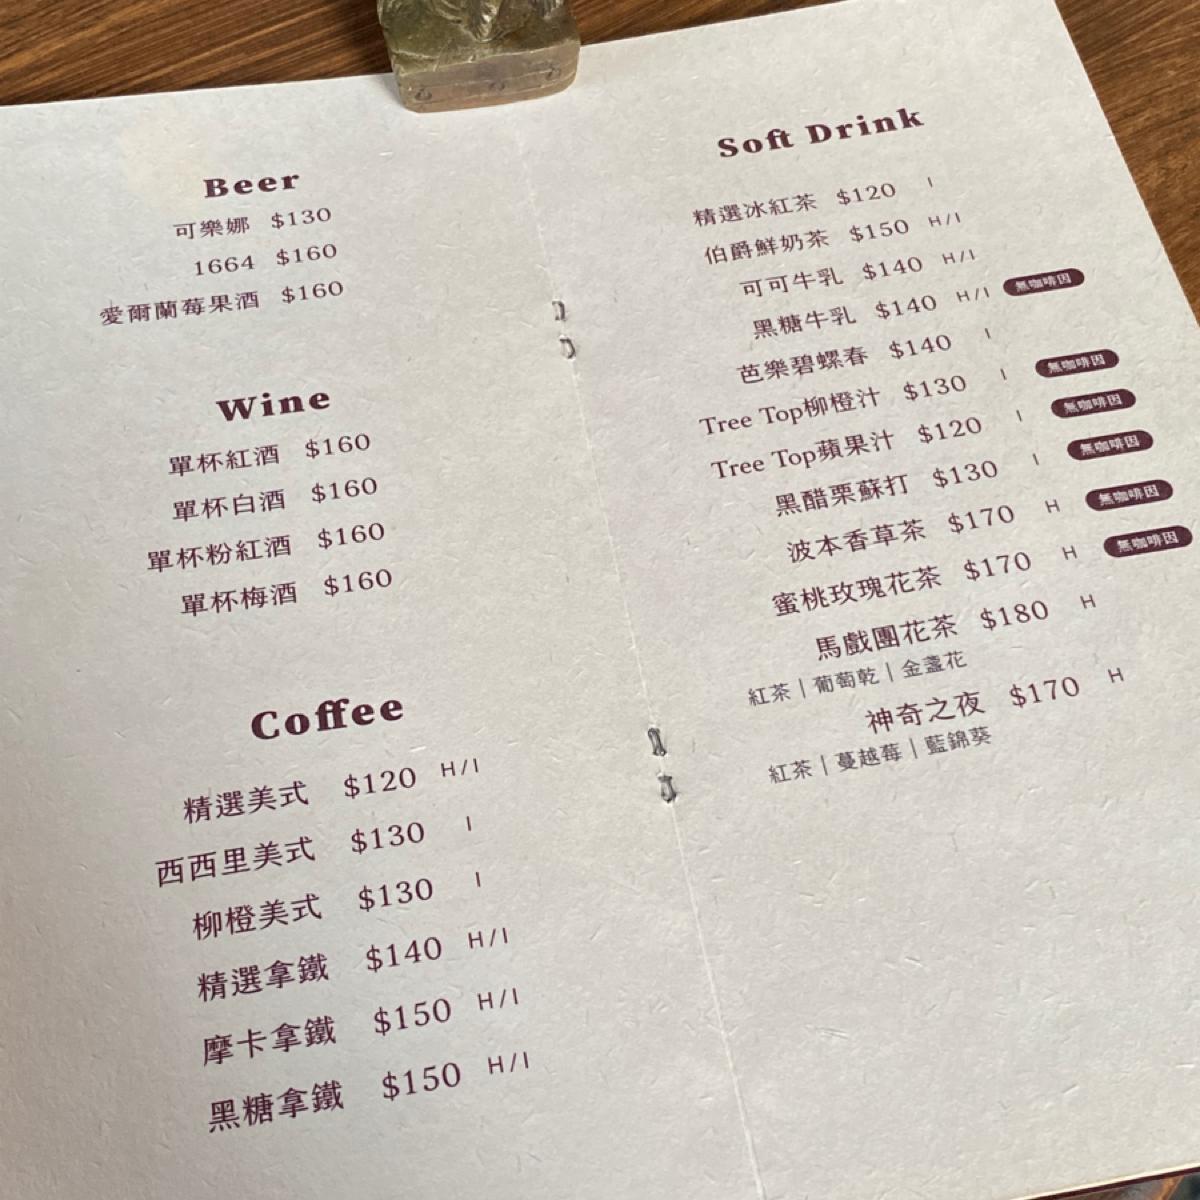 Beer
可樂娜 $130
1664 $160
愛爾蘭莓果酒 $160
Wine
單杯紅酒 $160
單杯白酒 $160
單杯粉紅酒 $160
單杯梅酒 $160
Coffee
精選美式 $120 H/I
西西里美式 $130 I
柳橙美式 $130 I
精選拿鐵 $140 H/I
摩卡拿鐵 $150 H/I
黑糖拿鐵 $150 H/I
Soft Drink
精選冰紅茶 $120 I
伯爵鮮奶茶 $150 H/I
可可牛乳 $140 H/I
黑糖牛乳 $140 H/I 無咖啡因
芭樂碧螺春 $140 I
Tree Top柳橙汁 $130 I 無咖啡因
Tree Top蘋果汁 $120 I 無咖啡因
黑醋栗蘇打 $130 I 無咖啡因
波本香草茶 $170 H 無咖啡因
蜜桃玫瑰花茶 $170 H 無咖啡因
馬戲團花茶 $180 H
紅茶|葡萄乾|金盞花
神奇之夜 $170 H
紅茶|蔓越莓|藍錦葵